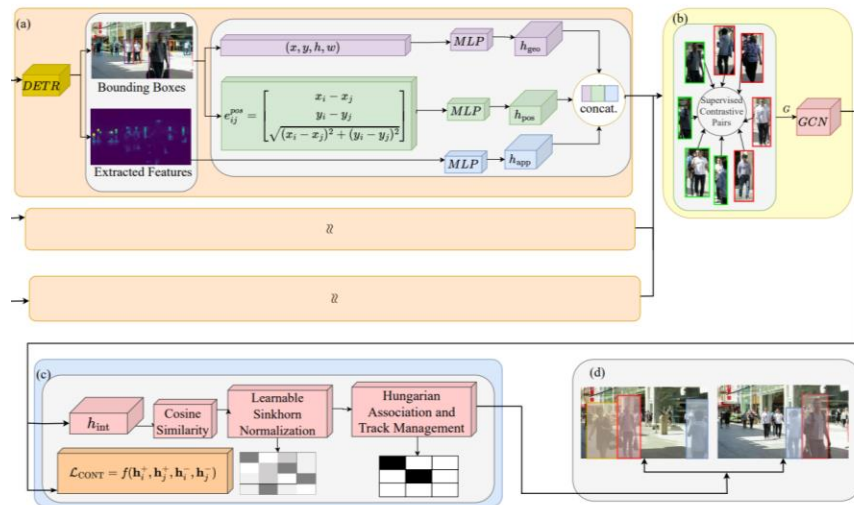 (a)
DETR
Bounding Boxes
Extracted Features
(x, y, h, w)
MLP
h_geo
e_{ij}^{pos} = [ x_i − x_j
y_i − y_j
√((x_i − x_j)² + (y_i − y_j)²) ]
MLP
h_pos
MLP
h_app
concat.
(b)
Supervised
Contrastive
Pairs
G
GCN
≀≀
≀≀
(c)
h_int
Cosine
Similarity
Learnable
Sinkhorn
Normalization
Hungarian
Association and
Track Management
ℒ_CONT = f(h_i^+, h_j^+, h_i^−, h_j^−)
(d)